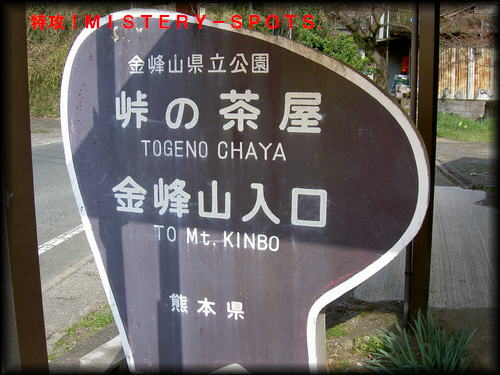 特攻！ＭＩＳＴＥＲＹ－ＳＰＯＴＳ
金峰山県立公園
峠の茶屋
TOGENO CHAYA
金峰山入口
TO Mt. KINBO
熊本県